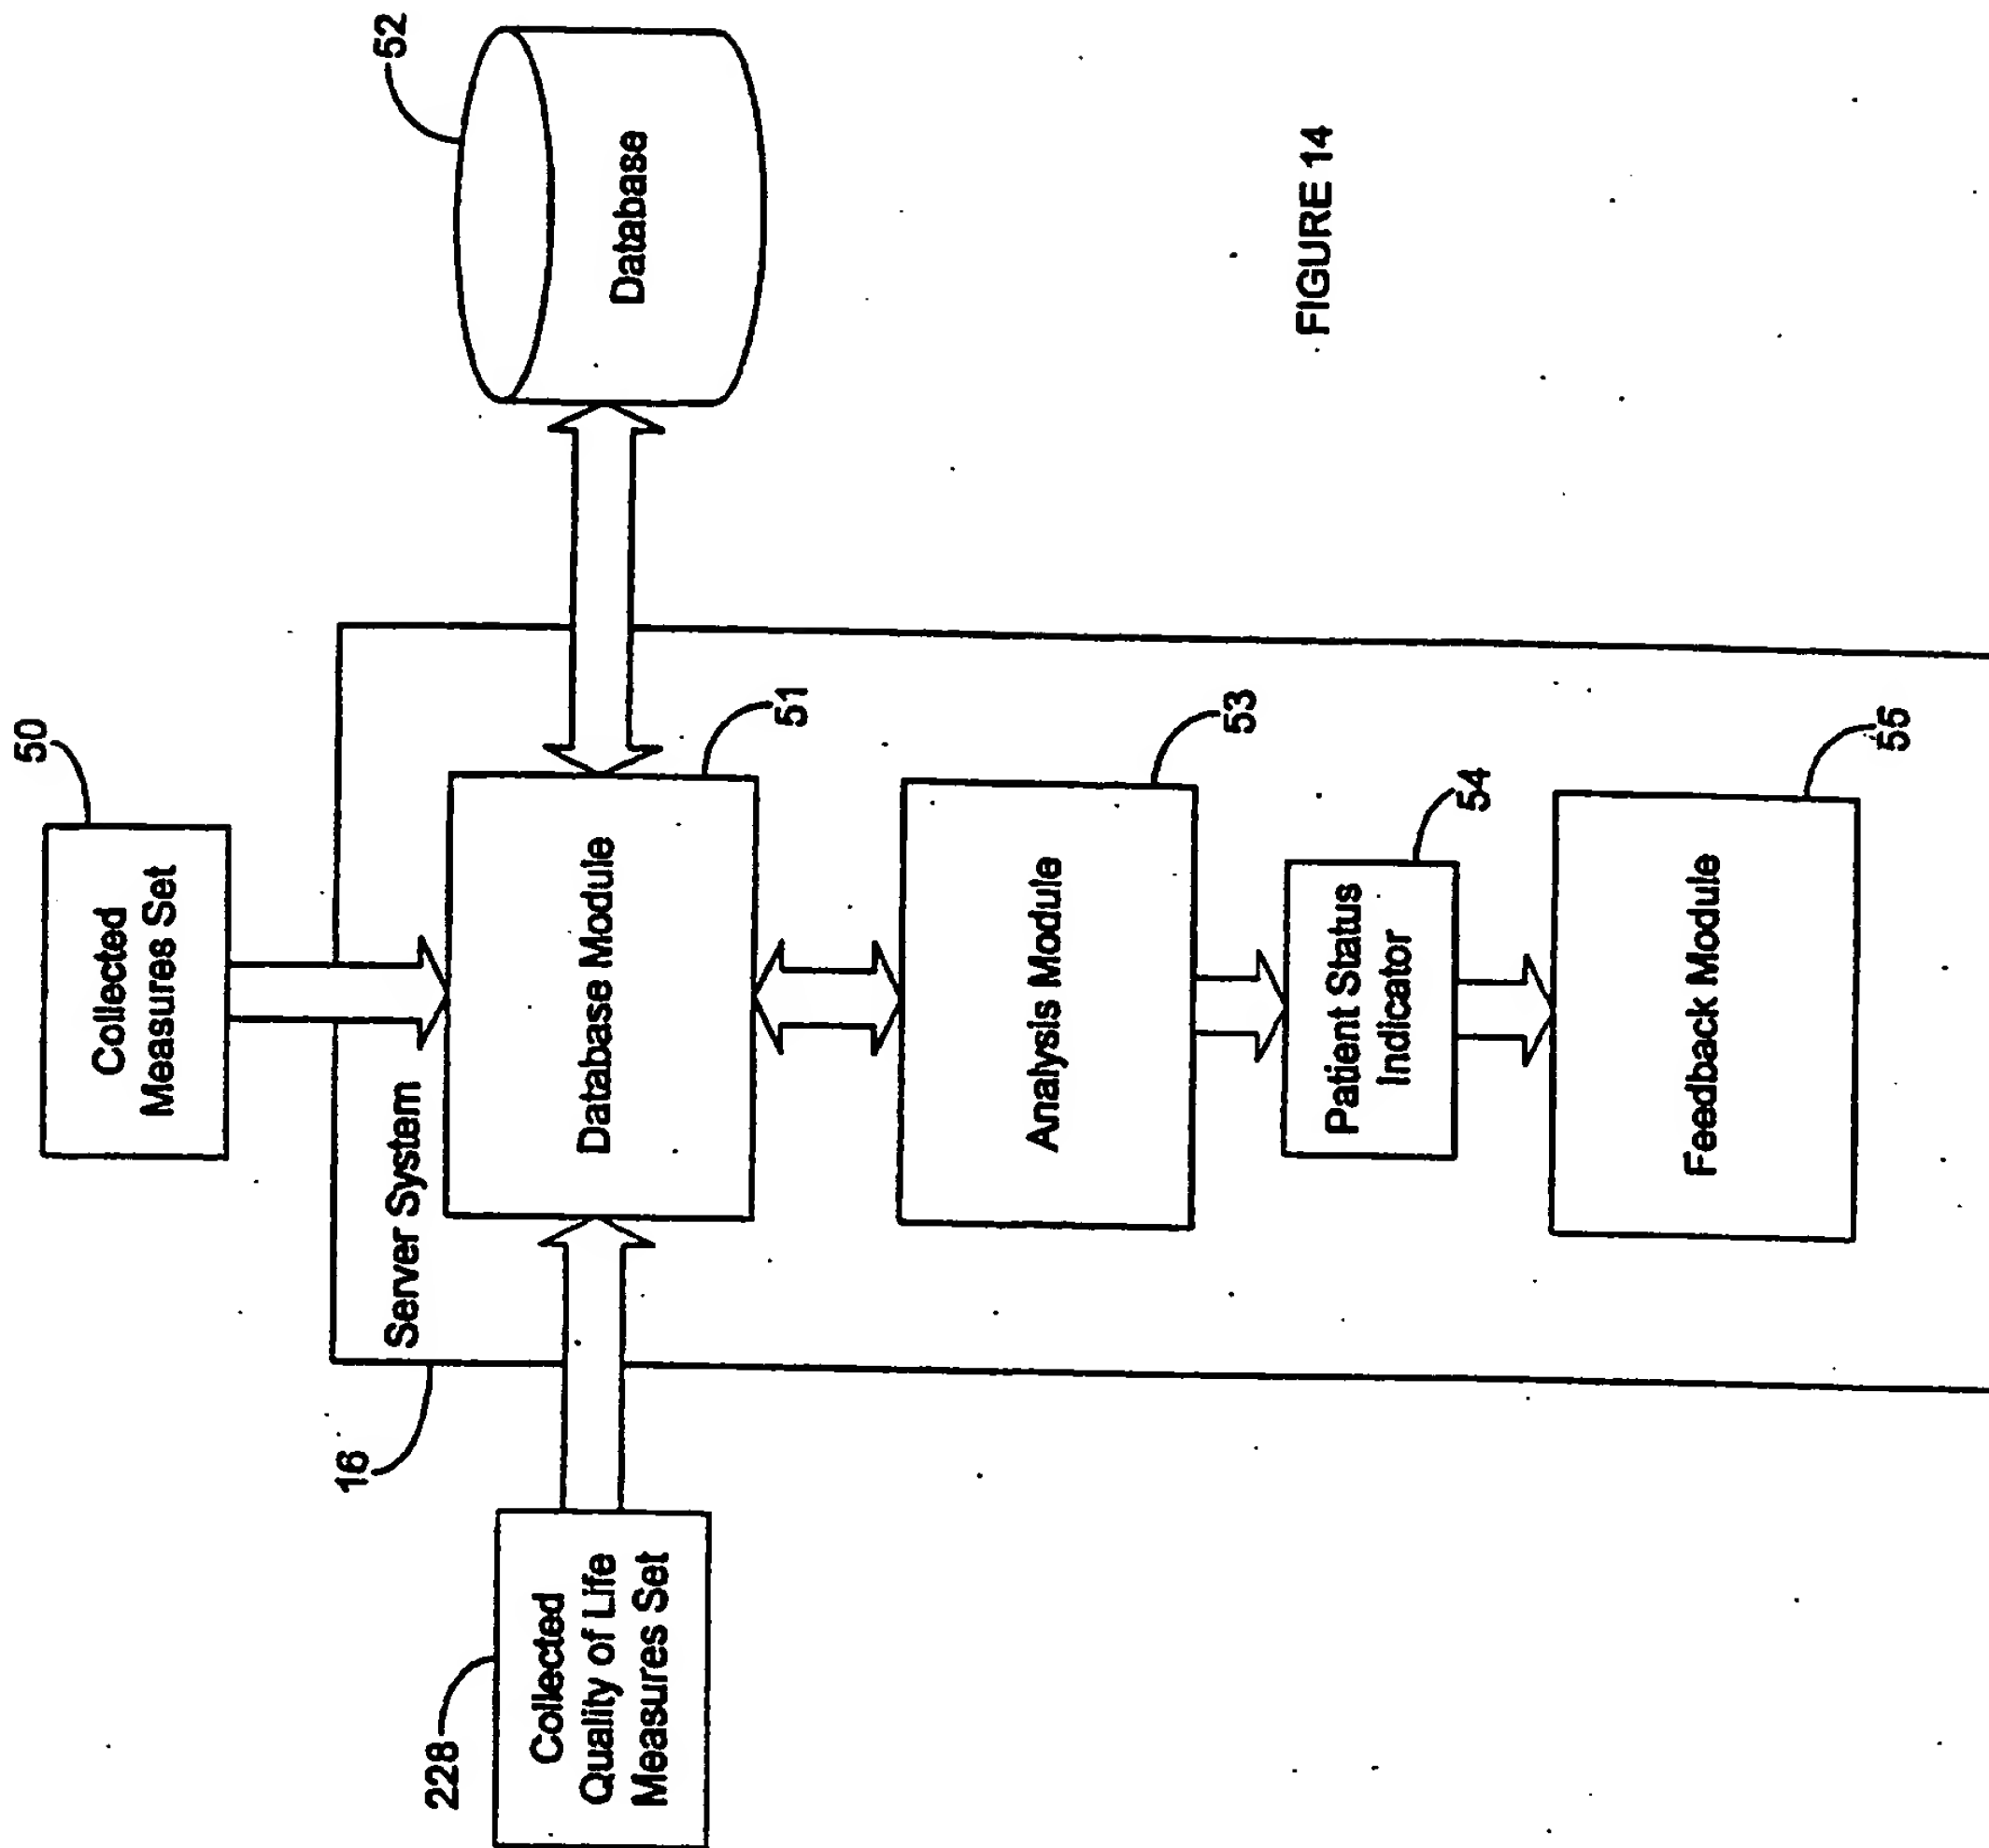 50
Collected
Measures Set
16
Server System
52
228
Collected
Quality of Life
Measures Set
Database Module
Database
51
Analysis Module
53
FIGURE 14
Patient Status
Indicator
54
Feedback Module
55